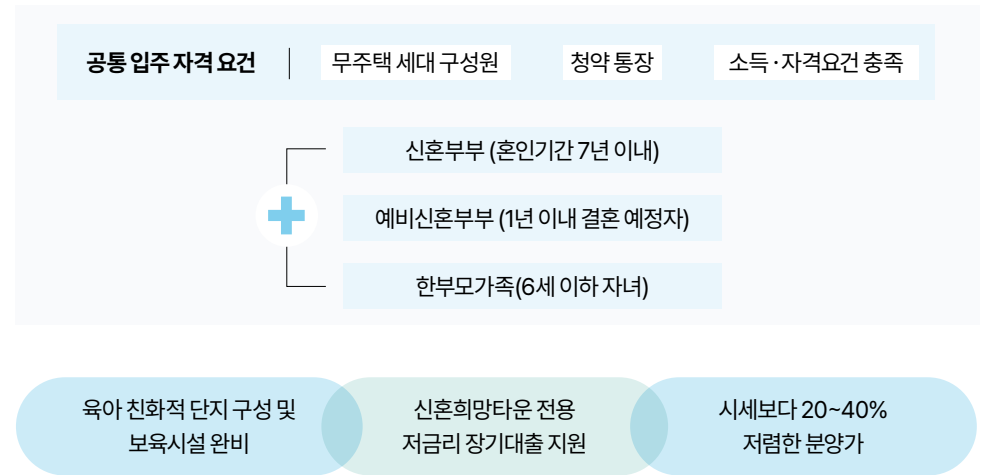 공통 입주 자격 요건 무주택 세대 구성원 청약 통장 소득·자격요건 충족
신혼부부 (혼인기간 7년 이내)
예비신혼부부 (1년 이내 결혼 예정자)
한부모가족(6세 이하 자녀)
육아 친화적 단지 구성 및
보육시설 완비
신혼희망타운 전용
저금리 장기대출 지원
시세보다 20~40%
저렴한 분양가